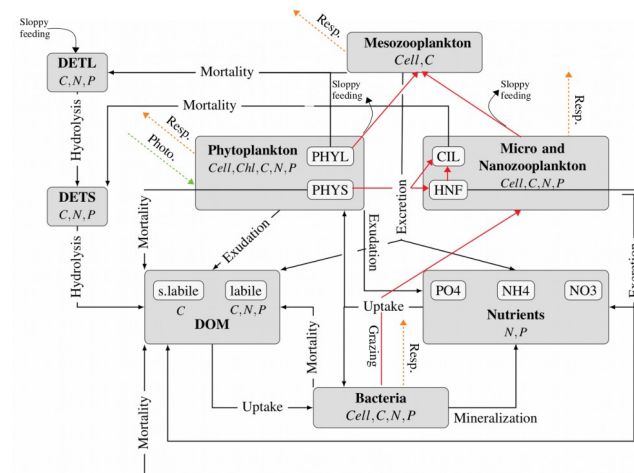 Sloppy
feeding
DETL
C,N,P
Mortality
Resp.
Mesozooplankton
Cell,C
Resp.
Sloppy
feeding
Sloppy
feeding
Hydrolysis
Mortality
Resp.
Photo.
Phytoplankton
Cell,Chl,C,N,P
PHYL
PHYS
CIL
HNF
Micro and
Nanozooplankton
Cell,C,N,P
DETS
C,N,P
Hydrolysis
Mortality
Exudation
Exudation
Excretion
Excretion
s.labile
labile
C
C,N,P
DOM
Uptake
PO4
NH4
NO3
Nutrients
N,P
Mortality
Grazing
Resp.
Uptake
Bacteria
Cell,C,N,P
Mineralization
Mortality